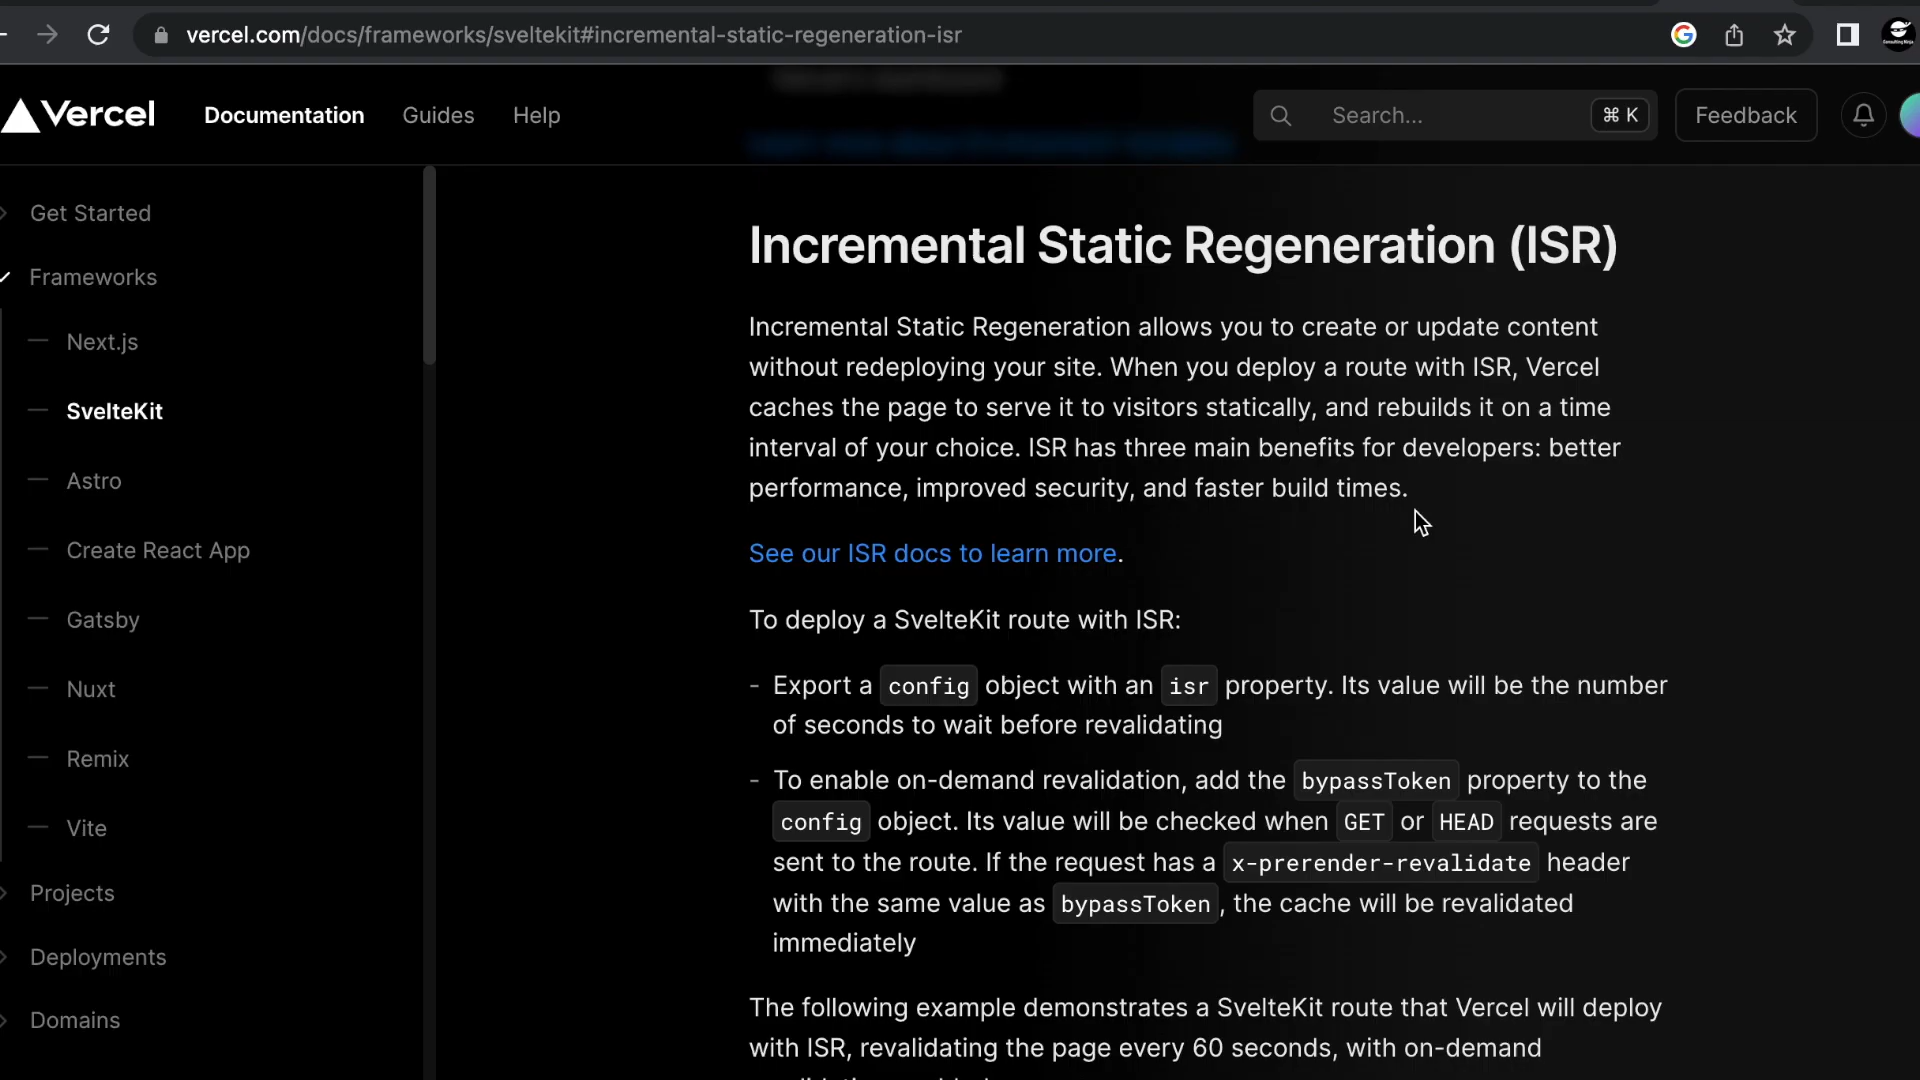 vercel.com/docs/frameworks/sveltekit#incremental-static-regeneration-isr
Vercel
Documentation
Guides
Help
Search...
⌘ K
Feedback
Get Started
Frameworks
Next.js
SvelteKit
Astro
Create React App
Gatsby
Nuxt
Remix
Vite
Projects
Deployments
Domains
Incremental Static Regeneration (ISR)
Incremental Static Regeneration allows you to create or update content
without redeploying your site. When you deploy a route with ISR, Vercel
caches the page to serve it to visitors statically, and rebuilds it on a time
interval of your choice. ISR has three main benefits for developers: better
performance, improved security, and faster build times.
See our ISR docs to learn more.
To deploy a SvelteKit route with ISR:
- Export a config object with an isr property. Its value will be the number
of seconds to wait before revalidating
- To enable on-demand revalidation, add the bypassToken property to the
config object. Its value will be checked when GET or HEAD requests are
sent to the route. If the request has a x-prerender-revalidate header
with the same value as bypassToken, the cache will be revalidated
immediately
The following example demonstrates a SvelteKit route that Vercel will deploy
with ISR, revalidating the page every 60 seconds, with on-demand